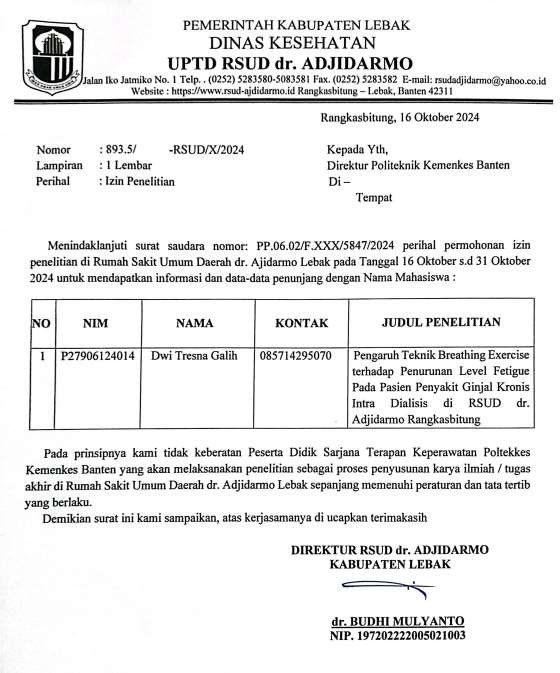 PEMERINTAH KABUPATEN LEBAK
DINAS KESEHATAN
UPTD RSUD dr. ADJIDARMO
Jalan Iko Jatmiko No. 1 Telp. . (0252) 5283580-5083581 Fax. (0252) 5283582 E-mail: rsudadjidarmo@yahoo.co.id
Website : https://www.rsud-ajdidarmo.id Rangkasbitung – Lebak, Banten 42311
Rangkasbitung, 16 Oktober 2024
Nomor : 893.5/ -RSUD/X/2024
Lampiran : 1 Lembar
Perihal : Izin Penelitian
Kepada Yth,
Direktur Politeknik Kemenkes Banten
Di –
Tempat
Menindaklanjuti surat saudara nomor: PP.06.02/F.XXX/5847/2024 perihal permohonan izin
penelitian di Rumah Sakit Umum Daerah dr. Ajidarmo Lebak pada Tanggal 16 Oktober s.d 31 Oktober
2024 untuk mendapatkan informasi dan data-data penunjang dengan Nama Mahasiswa :
NO NIM NAMA KONTAK JUDUL PENELITIAN
1 P27906124014 Dwi Tresna Galih 085714295070 Pengaruh Teknik Breathing Exercise
terhadap Penurunan Level Fatigue
Pada Pasien Penyakit Ginjal Kronis
Intra Dialisis di RSUD dr.
Adjidarmo Rangkasbitung
Pada prinsipnya kami tidak keberatan Peserta Didik Sarjana Terapan Keperawatan Poltekkes
Kemenkes Banten yang akan melaksanakan penelitian sebagai proses penyusunan karya ilmiah / tugas
akhir di Rumah Sakit Umum Daerah dr. Adjidarmo Lebak sepanjang memenuhi peraturan dan tata tertib
yang berlaku.
Demikian surat ini kami sampaikan, atas kerjasamanya di ucapkan terimakasih
DIREKTUR RSUD dr. ADJIDARMO
KABUPATEN LEBAK
dr. BUDHI MULYANTO
NIP. 197202222005021003